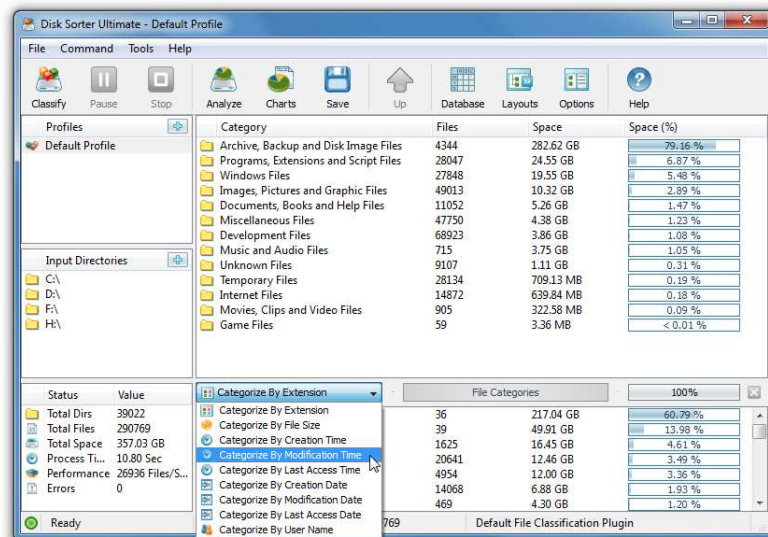 Disk Sorter Ultimate - Default Profile
File Command Tools Help
Classify Pause Stop Analyze Charts Save Up Database Layouts Options Help
Profiles
Default Profile
Input Directories
C:\
D:\
F:\
H:\
Category Files Space Space (%)
Archive, Backup and Disk Image Files 4344 282.62 GB 79.16 %
Programs, Extensions and Script Files 28047 24.55 GB 6.87 %
Windows Files 27848 19.55 GB 5.48 %
Images, Pictures and Graphic Files 49013 10.32 GB 2.89 %
Documents, Books and Help Files 11052 5.26 GB 1.47 %
Miscellaneous Files 47750 4.38 GB 1.23 %
Development Files 68923 3.86 GB 1.08 %
Music and Audio Files 715 3.75 GB 1.05 %
Unknown Files 9107 1.11 GB 0.31 %
Temporary Files 28134 709.13 MB 0.19 %
Internet Files 14872 639.84 MB 0.18 %
Movies, Clips and Video Files 905 322.58 MB 0.09 %
Game Files 59 3.36 MB < 0.01 %
Status Value
Total Dirs 39022
Total Files 290769
Total Space 357.03 GB
Process Ti... 10.80 Sec
Performance 26936 Files/S...
Errors 0
Categorize By Extension File Categories 100%
Categorize By Extension
Categorize By File Size
Categorize By Creation Time
Categorize By Modification Time
Categorize By Last Access Time
Categorize By Creation Date
Categorize By Modification Date
Categorize By Last Access Date
Categorize By User Name
36 217.04 GB 60.79 %
39 49.91 GB 13.98 %
1625 16.45 GB 4.61 %
20641 12.46 GB 3.49 %
4954 12.00 GB 3.36 %
14068 6.88 GB 1.93 %
469 4.30 GB 1.20 %
Ready 769 Default File Classification Plugin